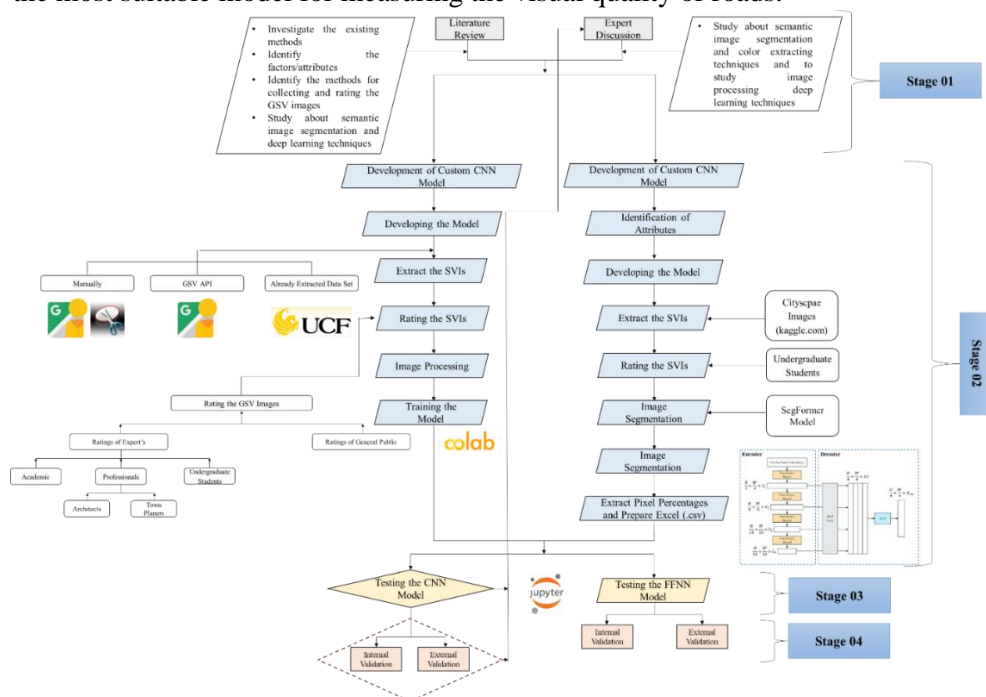 the most suitable model for measuring the visual quality of roads.
Literature
Review
Expert
Discussion
• Investigate the existing
methods
• Identify the
factors/attributes
• Identify the methods for
collecting and rating the
GSV images
• Study about semantic
image segmentation and
deep learning techniques
• Study about semantic
image segmentation
and color extracting
techniques and to
study image
processing deep
learning techniques
Stage 01
Development of Custom CNN
Model
Developing the Model
Extract the SVIs
Rating the SVIs
Image Processing
Training the
Model
colab
Manually
GSV API
Already Extracted Data Set
G
G
UCF
Rating the GSV Images
Ratings of Expert's
Ratings of General Public
Academic
Professionals
Undergraduate
Students
Architects
Town
Planers
Development of Custom CNN
Model
Identification of
Attributes
Developing the Model
Extract the SVIs
Rating the SVIs
Image
Segmentation
Image
Segmentation
Extract Pixel Percentages
and Prepare Excel (.csv)
Cityscpae
Images
(kaggle.com)
Undergraduate
Students
SegFormer
Model
Encoder
Decoder
Stage 02
Testing the CNN
Model
Internal
Validation
External
Validation
jupyter
Testing the FFNN
Model
Internal
Validation
External
Validation
Stage 03
Stage 04